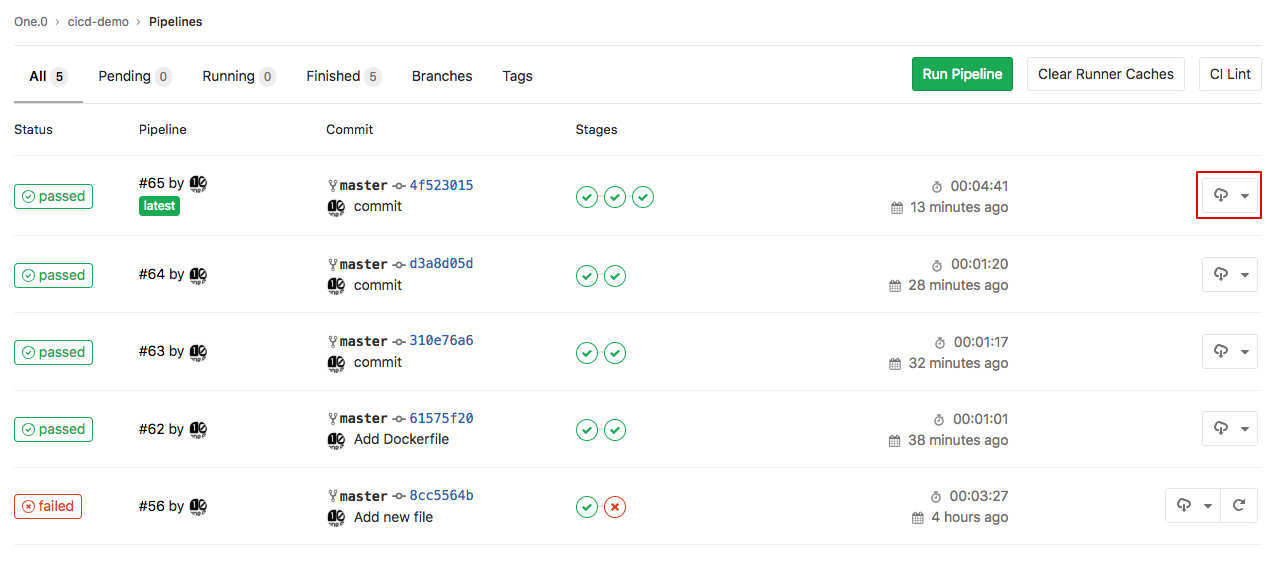 One.0 › cicd-demo › Pipelines
All 5 Pending 0 Running 0 Finished 5 Branches Tags Run Pipeline Clear Runner Caches CI Lint
Status Pipeline Commit Stages
passed #65 by master 4f523015 00:04:41
latest commit 13 minutes ago
passed #64 by master d3a8d05d 00:01:20
commit 28 minutes ago
passed #63 by master 310e76a6 00:01:17
commit 32 minutes ago
passed #62 by master 61575f20 00:01:01
Add Dockerfile 38 minutes ago
failed #56 by master 8cc5564b 00:03:27
Add new file 4 hours ago